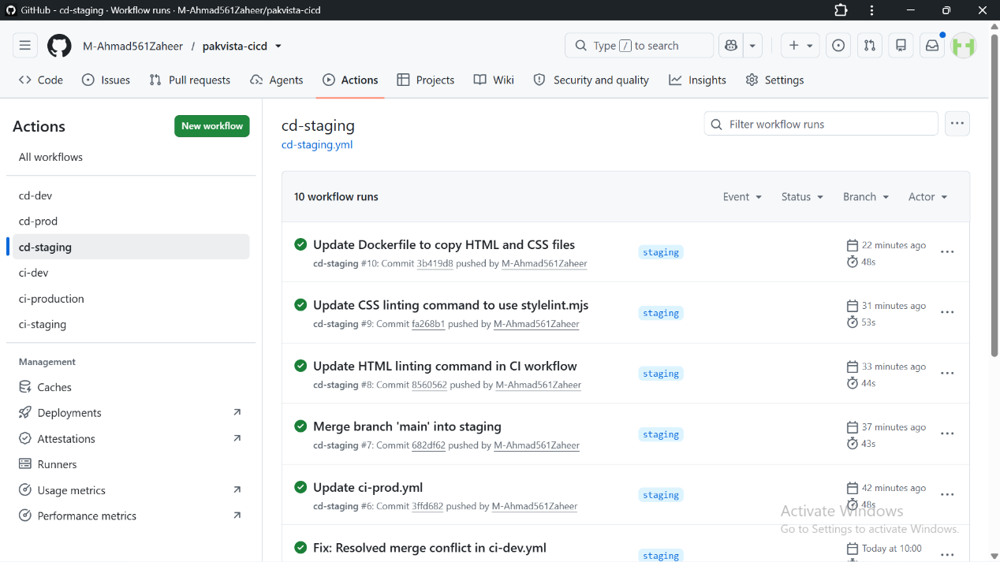 GitHub - cd-staging · Workflow runs · M-Ahmad561Zaheer/pakvista-cicd
M-Ahmad561Zaheer / pakvista-cicd
Type / to search
Code Issues Pull requests Agents Actions Projects Wiki Security and quality Insights Settings
Actions
New workflow
All workflows
cd-dev
cd-prod
cd-staging
ci-dev
ci-production
ci-staging
Management
Caches
Deployments
Attestations
Runners
Usage metrics
Performance metrics
cd-staging
cd-staging.yml
Filter workflow runs
10 workflow runs
Event Status Branch Actor
Update Dockerfile to copy HTML and CSS files
cd-staging #10: Commit 3b419d8 pushed by M-Ahmad561Zaheer
staging
22 minutes ago
48s
Update CSS linting command to use stylelint.mjs
cd-staging #9: Commit fa268b1 pushed by M-Ahmad561Zaheer
staging
31 minutes ago
53s
Update HTML linting command in CI workflow
cd-staging #8: Commit 8560562 pushed by M-Ahmad561Zaheer
staging
33 minutes ago
44s
Merge branch 'main' into staging
cd-staging #7: Commit 682df62 pushed by M-Ahmad561Zaheer
staging
37 minutes ago
43s
Update ci-prod.yml
cd-staging #6: Commit 3ffd682 pushed by M-Ahmad561Zaheer
staging
42 minutes ago
48s
Fix: Resolved merge conflict in ci-dev.yml
staging
Today at 10:00
Activate Windows
Go to Settings to activate Windows.